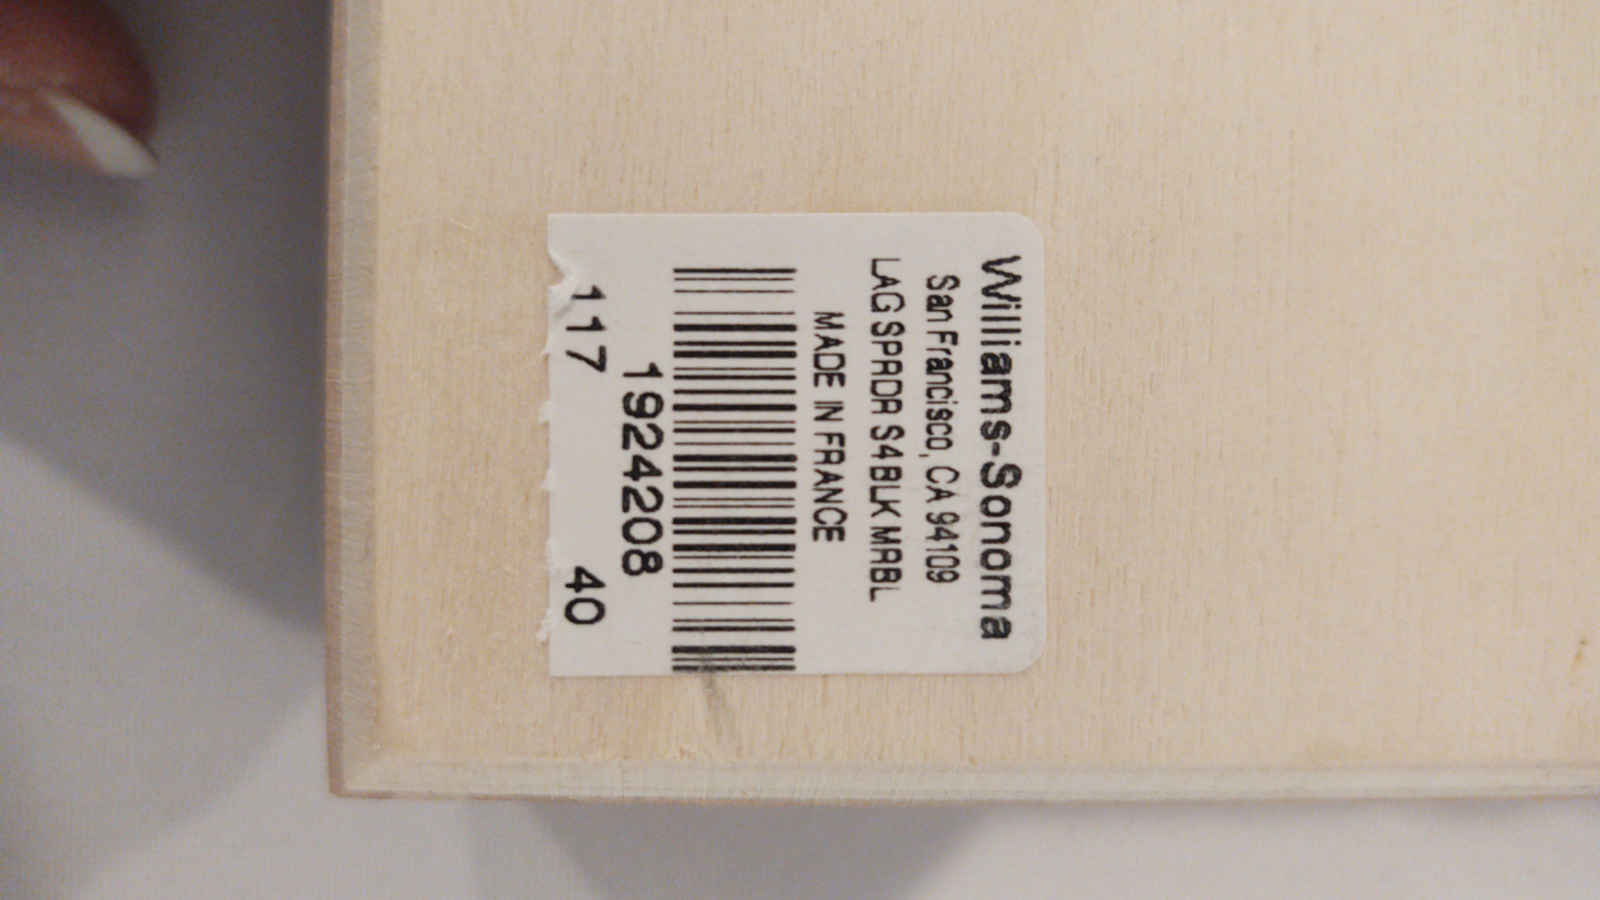 Williams-Sonoma
San Francisco, CA 94109
LAG SPRDR S4 BLK MRBL
MADE IN FRANCE
1924208
117 40